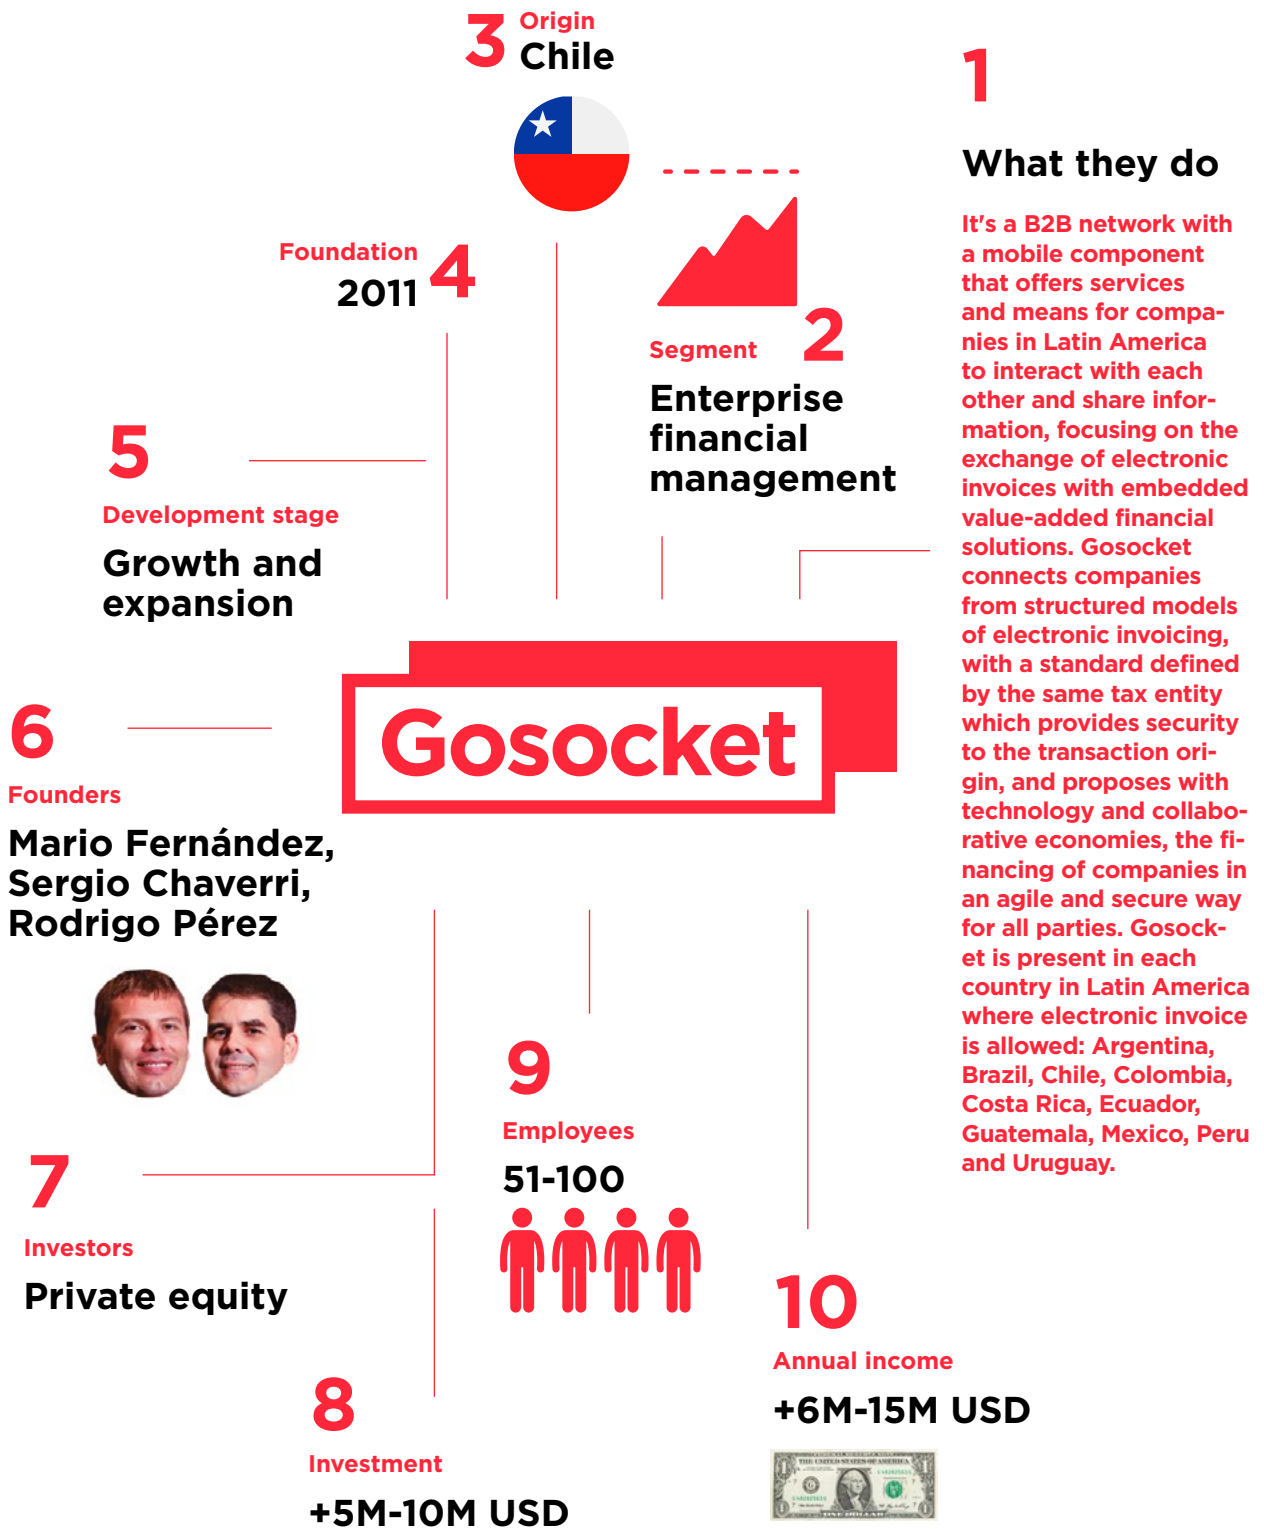 3
Origin
Chile
1
What they do
It's a B2B network with
a mobile component
that offers services
and means for compa-
nies in Latin America
to interact with each
other and share infor-
mation, focusing on the
exchange of electronic
invoices with embedded
value-added financial
solutions. Gosocket
connects companies
from structured models
of electronic invoicing,
with a standard defined
by the same tax entity
which provides security
to the transaction ori-
gin, and proposes with
technology and collabo-
rative economies, the fi-
nancing of companies in
an agile and secure way
for all parties. Gosock-
et is present in each
country in Latin America
where electronic invoice
is allowed: Argentina,
Brazil, Chile, Colombia,
Costa Rica, Ecuador,
Guatemala, Mexico, Peru
and Uruguay.
Foundation
2011
4
Segment
2
Enterprise
financial
management
5
Development stage
Growth and
expansion
Gosocket
6
Founders
Mario Fernández,
Sergio Chaverri,
Rodrigo Pérez
7
Investors
Private equity
9
Employees
51-100
8
Investment
+5M-10M USD
10
Annual income
+6M-15M USD
THE UNITED STATES OF AMERICA
ONE DOLLAR